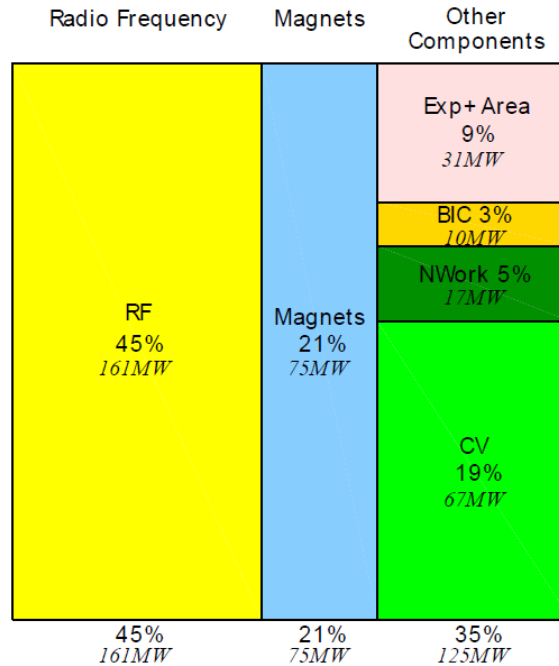 Radio Frequency
Magnets
Other
Components
Exp+ Area
9%
31MW
BIC 3%
10MW
NWork 5%
17MW
RF
45%
161MW
Magnets
21%
75MW
CV
19%
67MW
45%
161MW
21%
75MW
35%
125MW